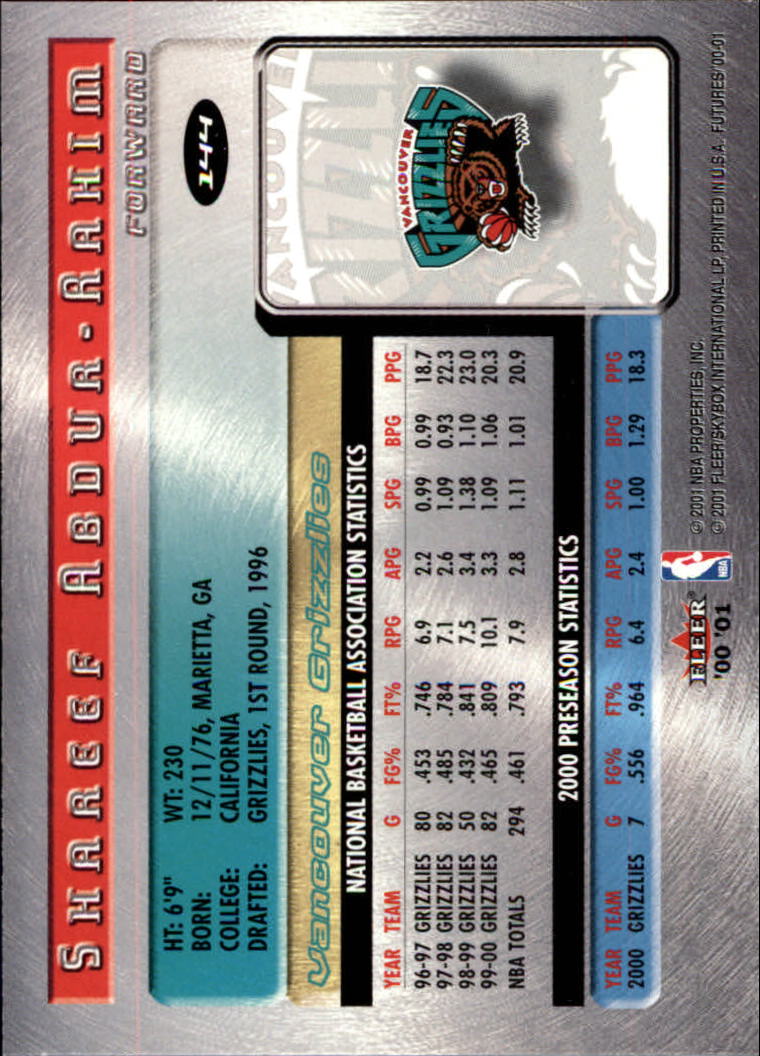 SHAREEF ABDUR-RAHIM
FORWARD
144
HT: 6'9" WT: 230
BORN: 12/11/76, MARIETTA, GA
COLLEGE: CALIFORNIA
DRAFTED: GRIZZLIES, 1ST ROUND, 1996
VANCOUVER
GRIZZLIES
Vancouver Grizzlies
NATIONAL BASKETBALL ASSOCIATION STATISTICS
YEAR TEAM G FG% FT% RPG APG SPG BPG PPG
96-97 GRIZZLIES 80 .453 .746 6.9 2.2 0.99 0.99 18.7
97-98 GRIZZLIES 82 .485 .784 7.1 2.6 1.09 0.93 22.3
98-99 GRIZZLIES 50 .432 .841 7.5 3.4 1.38 1.10 23.0
99-00 GRIZZLIES 82 .465 .809 10.1 3.3 1.09 1.06 20.3
NBA TOTALS 294 .461 .793 7.9 2.8 1.11 1.01 20.9
2000 PRESEASON STATISTICS
YEAR TEAM G FG% FT% RPG APG SPG BPG PPG
2000 GRIZZLIES 7 .556 .964 6.4 2.4 1.00 1.29 18.3
FLEER®
'00 '01
NBA
© 2001 NBA PROPERTIES, INC.
© 2001 FLEER/SKYBOX INTERNATIONAL LP, PRINTED IN U.S.A. FUTURES/00-01